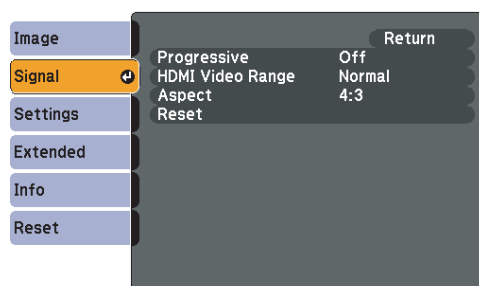 Image
Signal
Settings
Extended
Info
Reset
Return
Progressive Off
HDMI Video Range Normal
Aspect 4:3
Reset